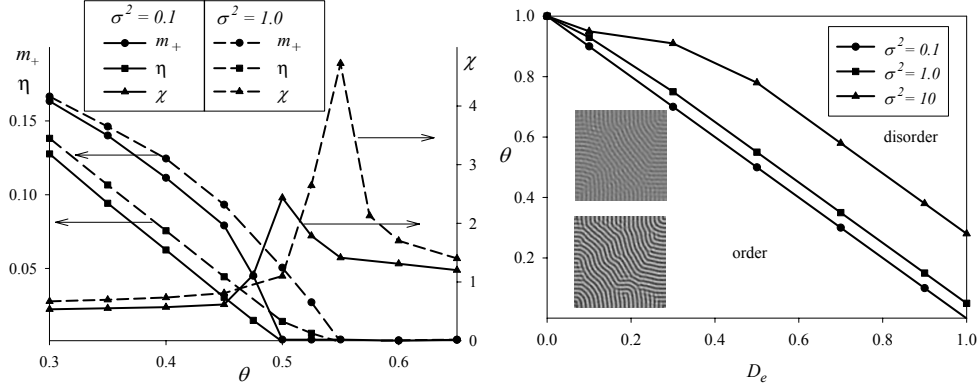 σ² = 0.1 σ² = 1.0
m₊ m₊
η η
χ χ
m₊
η
χ
0.15
0.10
0.05
4
3
2
1
0
0.3 0.4 0.5 0.6
θ
1.0
0.8
0.6
0.4
0.2
θ
σ² = 0.1
σ² = 1.0
σ² = 10
disorder
order
0.0 0.2 0.4 0.6 0.8 1.0
Dₑ